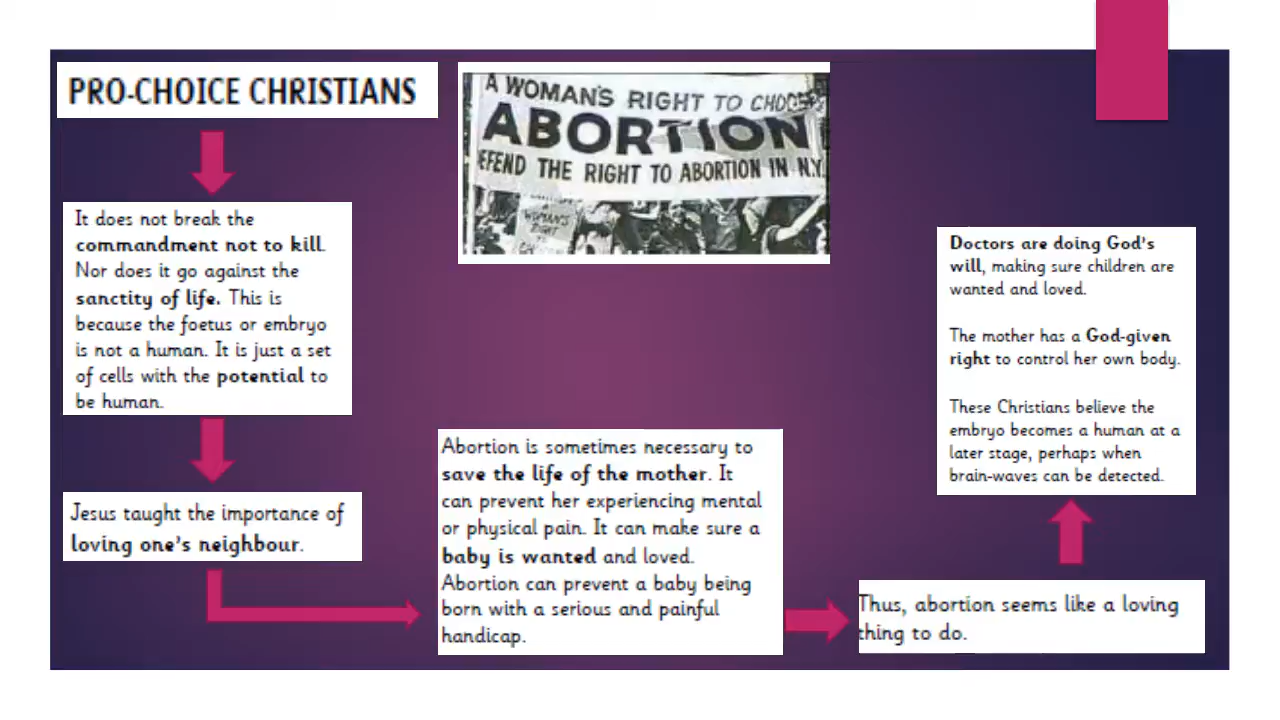 PRO-CHOICE CHRISTIANS
A WOMAN'S RIGHT TO CHOOSE
ABORTION
EFEND THE RIGHT TO ABORTION IN N.Y.
A
WOMAN'S
RIGHT
TO
It does not break the
commandment not to kill.
Nor does it go against the
sanctity of life. This is
because the foetus or embryo
is not a human. It is just a set
of cells with the potential to
be human.
Jesus taught the importance of
loving one's neighbour.
Abortion is sometimes necessary to
save the life of the mother. It
can prevent her experiencing mental
or physical pain. It can make sure a
baby is wanted and loved.
Abortion can prevent a baby being
born with a serious and painful
handicap.
Thus, abortion seems like a loving
thing to do.
Doctors are doing God's
will, making sure children are
wanted and loved.
The mother has a God-given
right to control her own body.
These Christians believe the
embryo becomes a human at a
later stage, perhaps when
brain-waves can be detected.